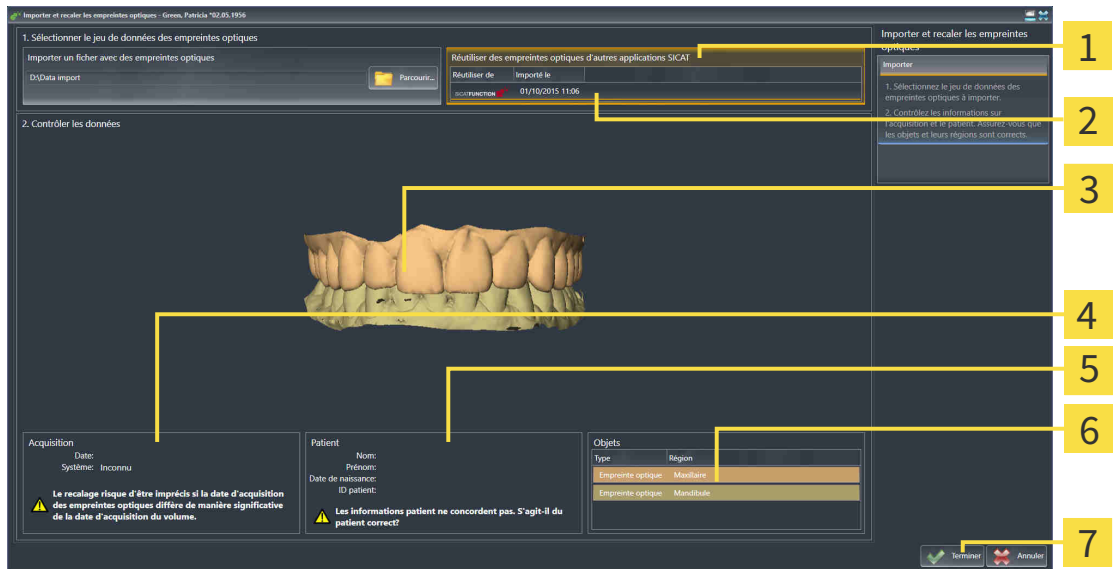 Importer et recaler les empreintes optiques - Green, Patricia *02.05.1956
1. Sélectionner le jeu de données des empreintes optiques
Importer un ficher avec des empreintes optiques
D:\Data import
Parcourir...
Réutiliser des empreintes optiques d'autres applications SICAT
Réutiliser de
Importé le
SICATFUNCTION
01/10/2015 11:06
2. Contrôler les données
Acquisition
Date:
Système: Inconnu
Le recalage risque d'être imprécis si la date d'acquisition
des empreintes optiques diffère de manière significative
de la date d'acquisition du volume.
Patient
Nom:
Prénom:
Date de naissance:
ID patient:
Les informations patient ne concordent pas. S'agit-il du
patient correct?
Objets
Type
Région
Empreinte optique
Maxillaire
Empreinte optique
Mandibule
Importer et recaler les empreintes
optiques
Importer
1. Sélectionnez le jeu de données des
empreintes optiques à importer.
2. Contrôlez les informations sur
l'acquisition et le patient. Assurez-vous que
les objets et leurs régions sont corrects.
Terminer
Annuler
1
2
3
4
5
6
7